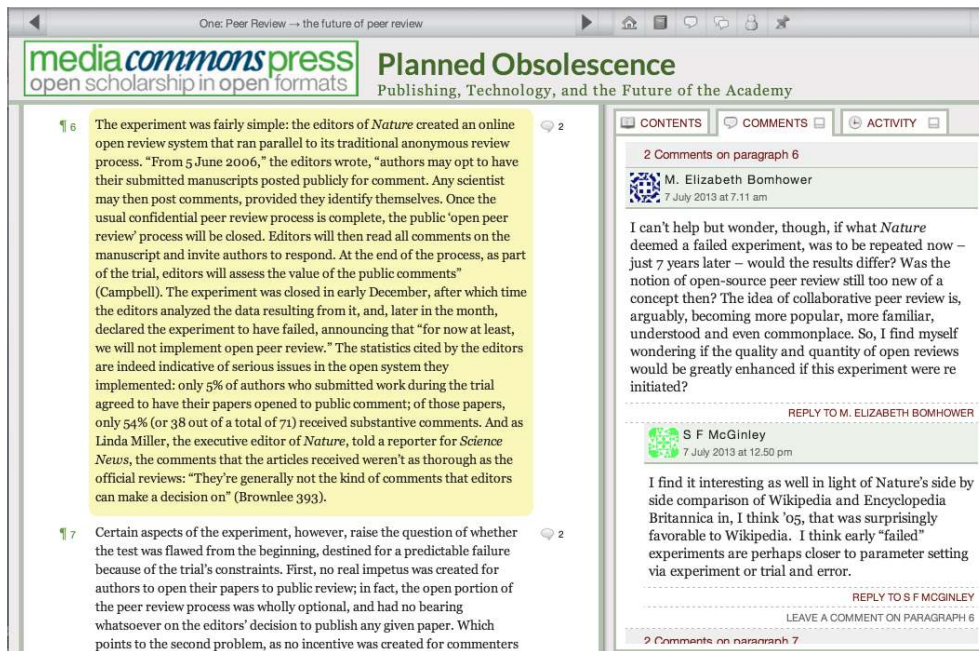 One: Peer Review → the future of peer review
mediacommonspress
open scholarship in open formats
Planned Obsolescence
Publishing, Technology, and the Future of the Academy
¶ 6
The experiment was fairly simple: the editors of Nature created an online
open review system that ran parallel to its traditional anonymous review
process. “From 5 June 2006,” the editors wrote, “authors may opt to have
their submitted manuscripts posted publicly for comment. Any scientist
may then post comments, provided they identify themselves. Once the
usual confidential peer review process is complete, the public ‘open peer
review’ process will be closed. Editors will then read all comments on the
manuscript and invite authors to respond. At the end of the process, as part
of the trial, editors will assess the value of the public comments”
(Campbell). The experiment was closed in early December, after which time
the editors analyzed the data resulting from it, and, later in the month,
declared the experiment to have failed, announcing that “for now at least,
we will not implement open peer review.” The statistics cited by the editors
are indeed indicative of serious issues in the open system they
implemented: only 5% of authors who submitted work during the trial
agreed to have their papers opened to public comment; of those papers,
only 54% (or 38 out of a total of 71) received substantive comments. And as
Linda Miller, the executive editor of Nature, told a reporter for Science
News, the comments that the articles received weren’t as thorough as the
official reviews: “They’re generally not the kind of comments that editors
can make a decision on” (Brownlee 393).
2
¶ 7
Certain aspects of the experiment, however, raise the question of whether
the test was flawed from the beginning, destined for a predictable failure
because of the trial’s constraints. First, no real impetus was created for
authors to open their papers to public review; in fact, the open portion of
the peer review process was wholly optional, and had no bearing
whatsoever on the editors’ decision to publish any given paper. Which
points to the second problem, as no incentive was created for commenters
2
CONTENTS
COMMENTS
ACTIVITY
2 Comments on paragraph 6
M. Elizabeth Bomhower
7 July 2013 at 7.11 am
I can’t help but wonder, though, if what Nature
deemed a failed experiment, was to be repeated now –
just 7 years later – would the results differ? Was the
notion of open-source peer review still too new of a
concept then? The idea of collaborative peer review is,
arguably, becoming more popular, more familiar,
understood and even commonplace. So, I find myself
wondering if the quality and quantity of open reviews
would be greatly enhanced if this experiment were re
initiated?
REPLY TO M. ELIZABETH BOMHOWER
S F McGinley
7 July 2013 at 12.50 pm
I find it interesting as well in light of Nature’s side by
side comparison of Wikipedia and Encyclopedia
Britannica in, I think ’05, that was surprisingly
favorable to Wikipedia. I think early “failed”
experiments are perhaps closer to parameter setting
via experiment or trial and error.
REPLY TO S F MCGINLEY
LEAVE A COMMENT ON PARAGRAPH 6
2 Comments on paragraph 7